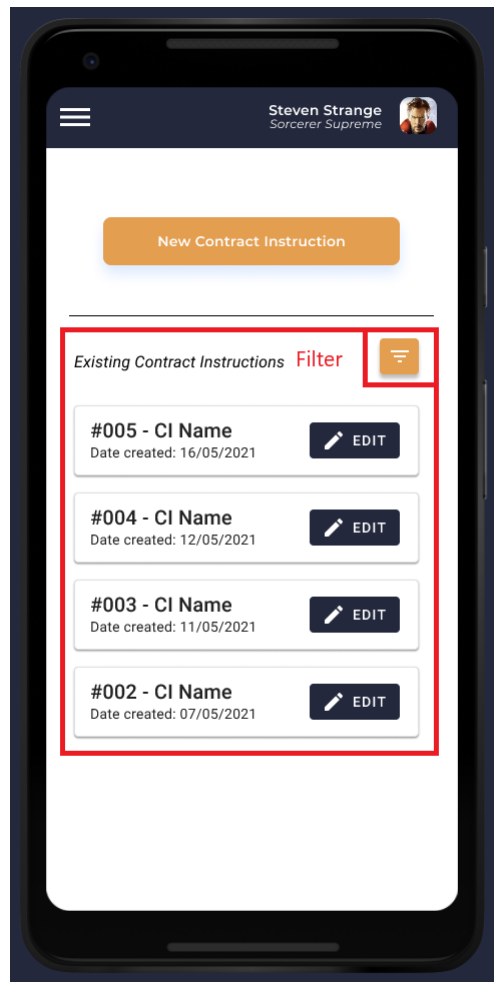 Steven Strange
Sorcerer Supreme
New Contract Instruction
Existing Contract Instructions Filter
#005 - CI Name
Date created: 16/05/2021
EDIT
#004 - CI Name
Date created: 12/05/2021
EDIT
#003 - CI Name
Date created: 11/05/2021
EDIT
#002 - CI Name
Date created: 07/05/2021
EDIT